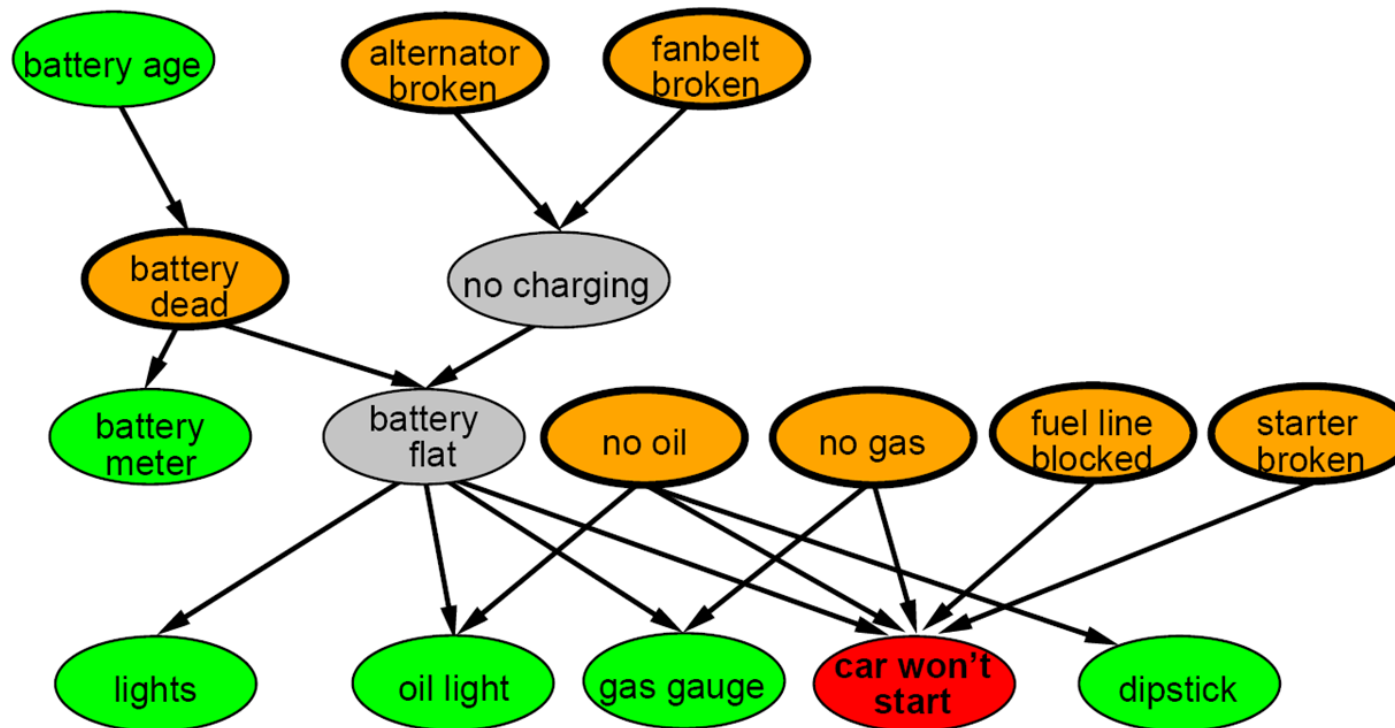 battery age
alternator
broken
fanbelt
broken
battery
dead
no charging
battery
meter
battery
flat
no oil
no gas
fuel line
blocked
starter
broken
lights
oil light
gas gauge
car won't
start
dipstick